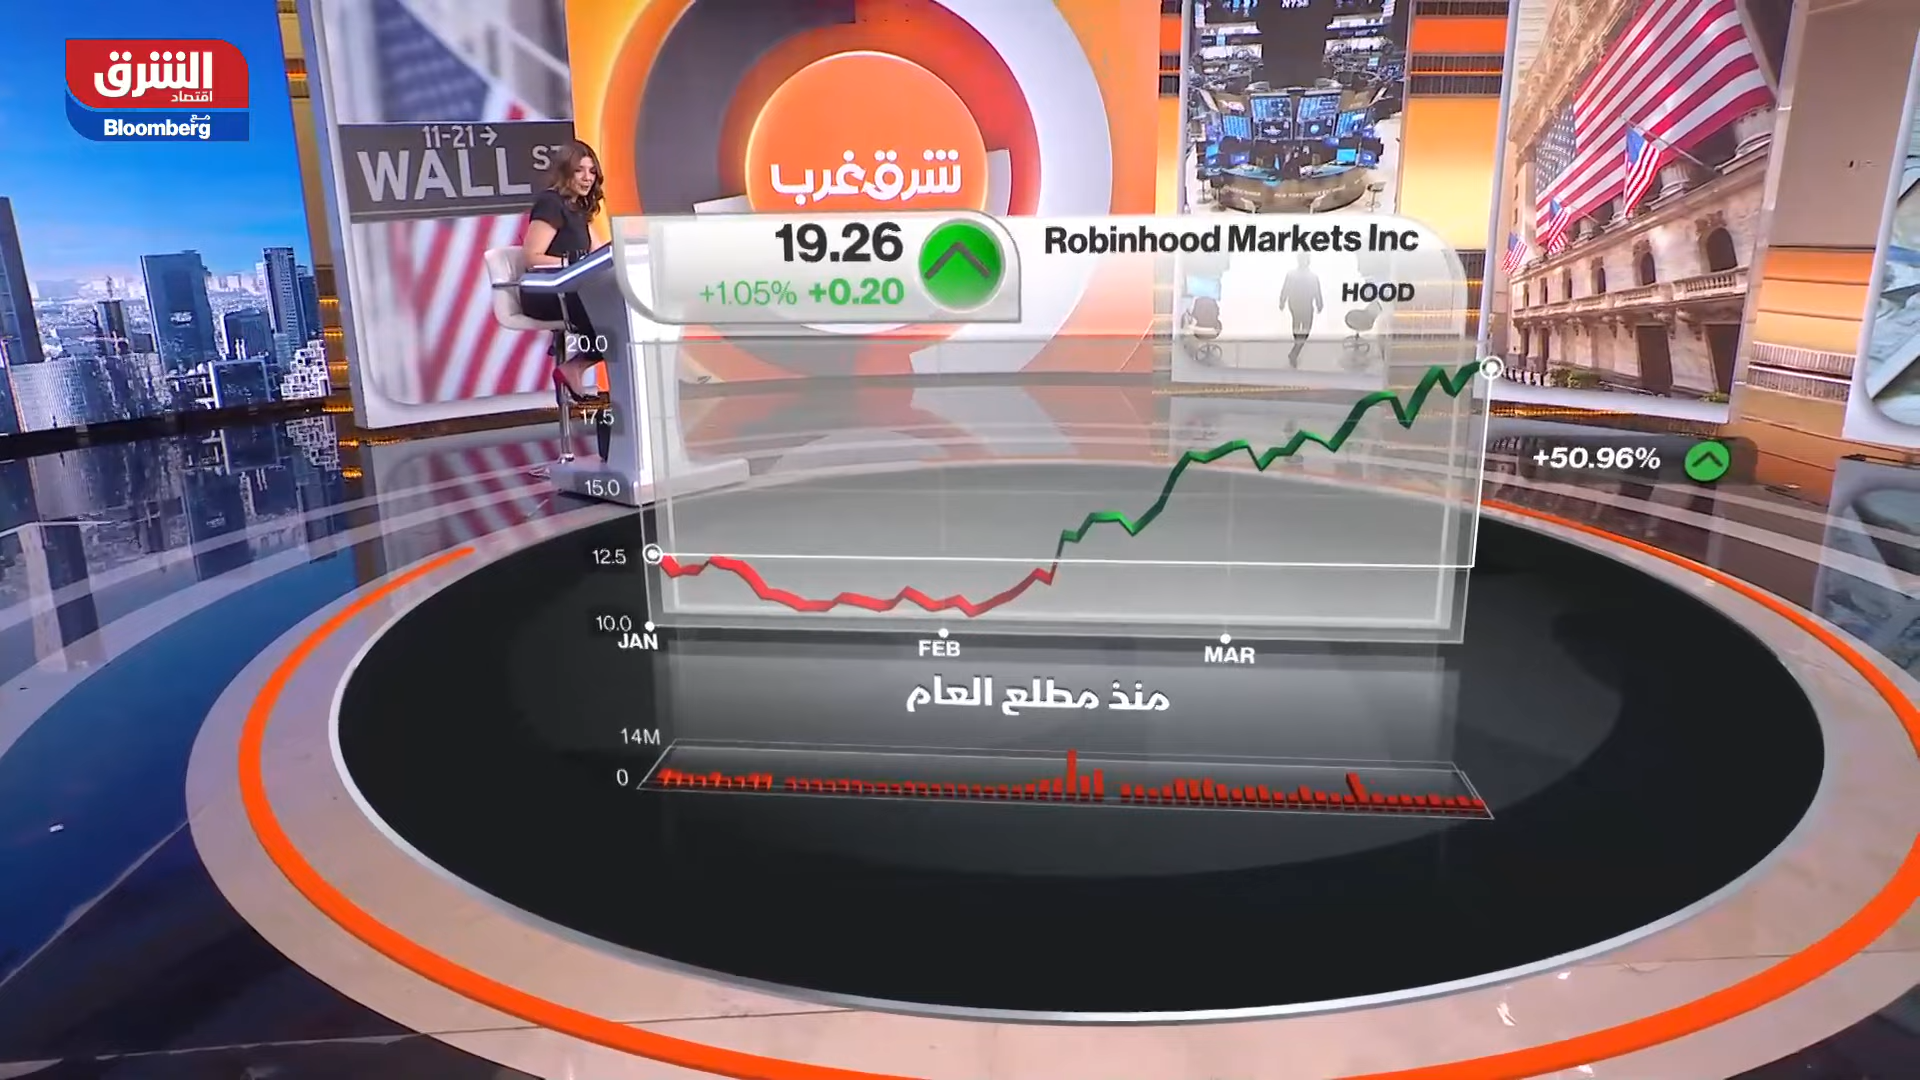 الشرق
اقتصاد
مع
Bloomberg
11-21 →
WALL ST
NYSE
شرق غرب
19.26
+1.05% +0.20
Robinhood Markets Inc
HOOD
20.0
17.5
15.0
12.5
10.0
+50.96%
JAN
FEB
MAR
منذ مطلع العام
14M
0